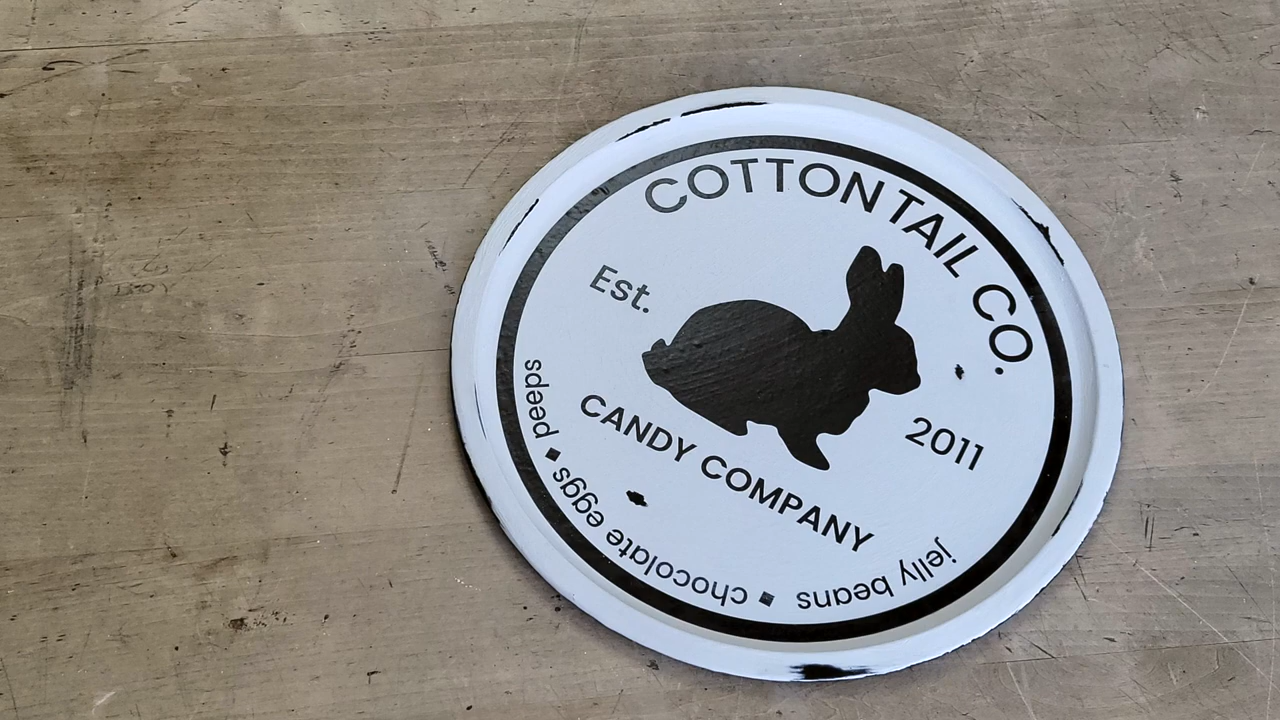 COTTONTAIL CO.
Est.
2011
CANDY COMPANY
jelly beans ▪ chocolate eggs ▪ peeps